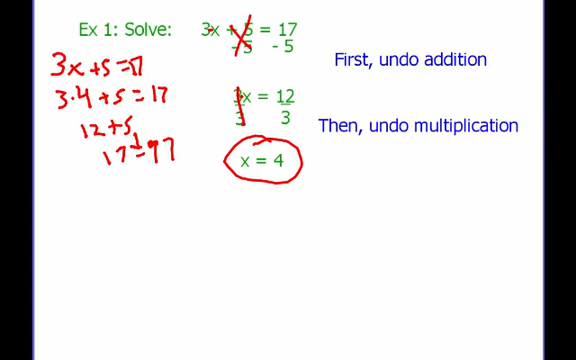 Ex 1: Solve: 3x + 5 = 17
- 5 - 5
First, undo addition
3x = 12
3 3
Then, undo multiplication
x = 4
3x + 5 = 17
3·4 + 5 = 17
12 + 5
17 =